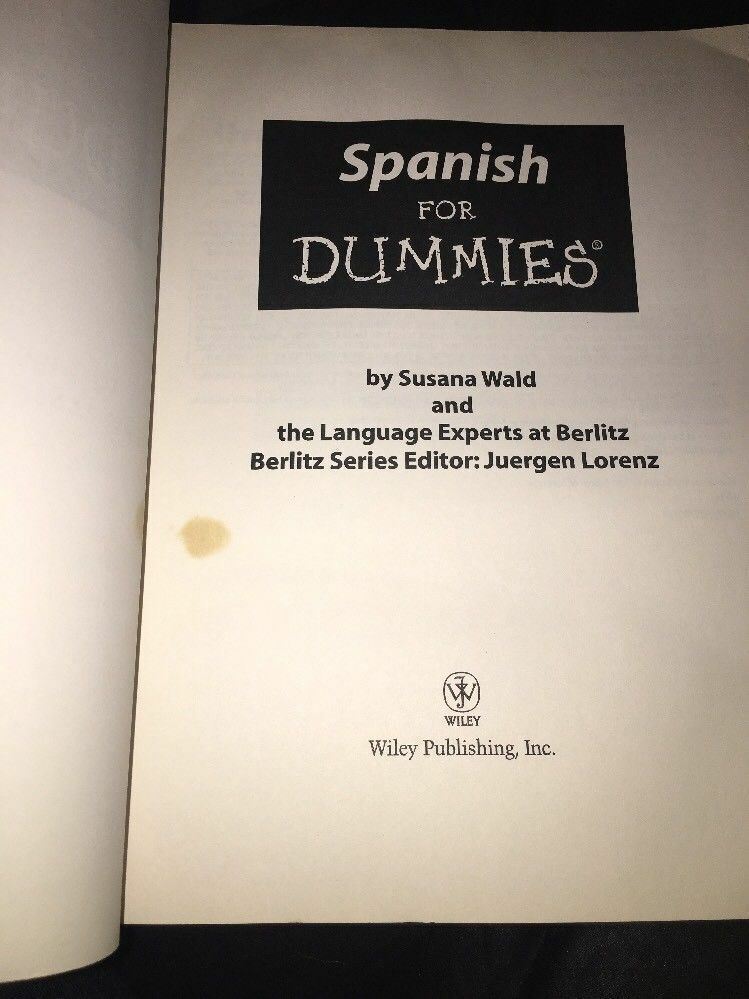 Spanish
FOR
DUMMIES®
by Susana Wald
and
the Language Experts at Berlitz
Berlitz Series Editor: Juergen Lorenz
WILEY
Wiley Publishing, Inc.